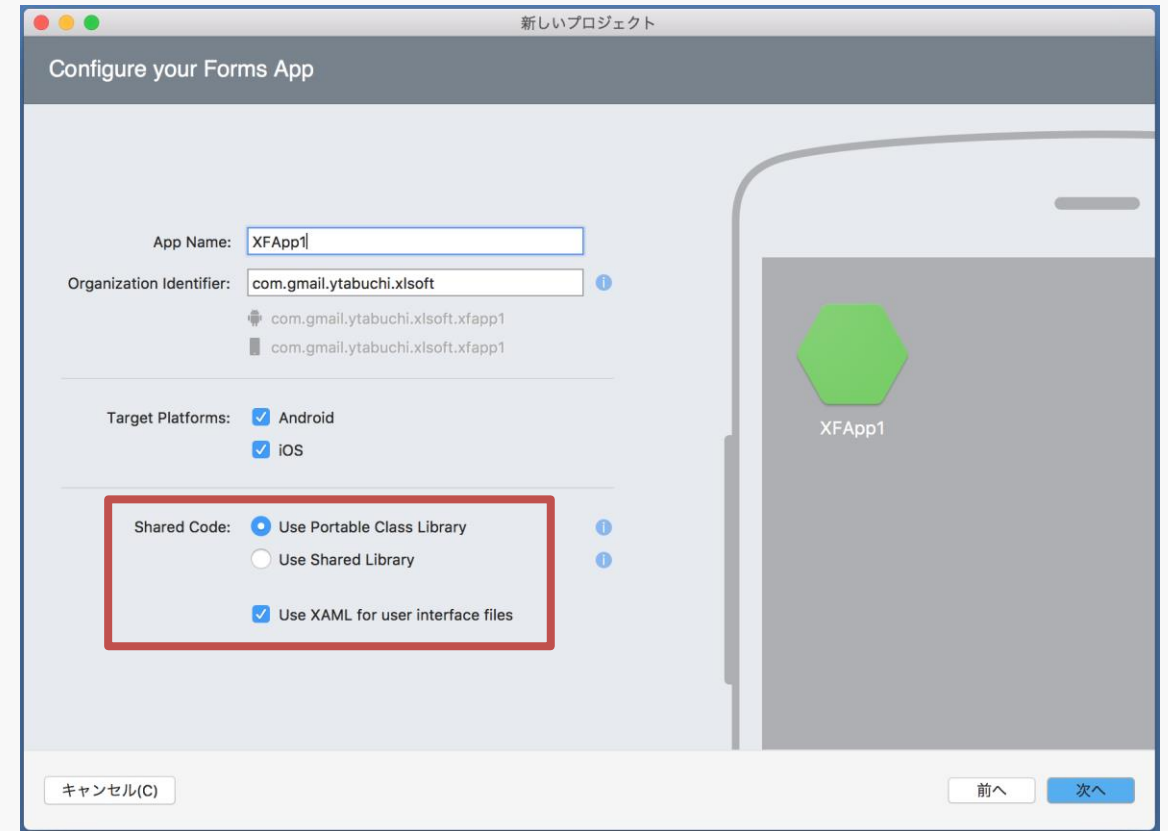 新しいプロジェクト
Configure your Forms App
App Name: XFApp1
Organization Identifier: com.gmail.ytabuchi.xlsoft
com.gmail.ytabuchi.xlsoft.xfapp1
com.gmail.ytabuchi.xlsoft.xfapp1
Target Platforms: Android
iOS
XFApp1
Shared Code: Use Portable Class Library
Use Shared Library
Use XAML for user interface files
キャンセル(C) 前へ 次へ